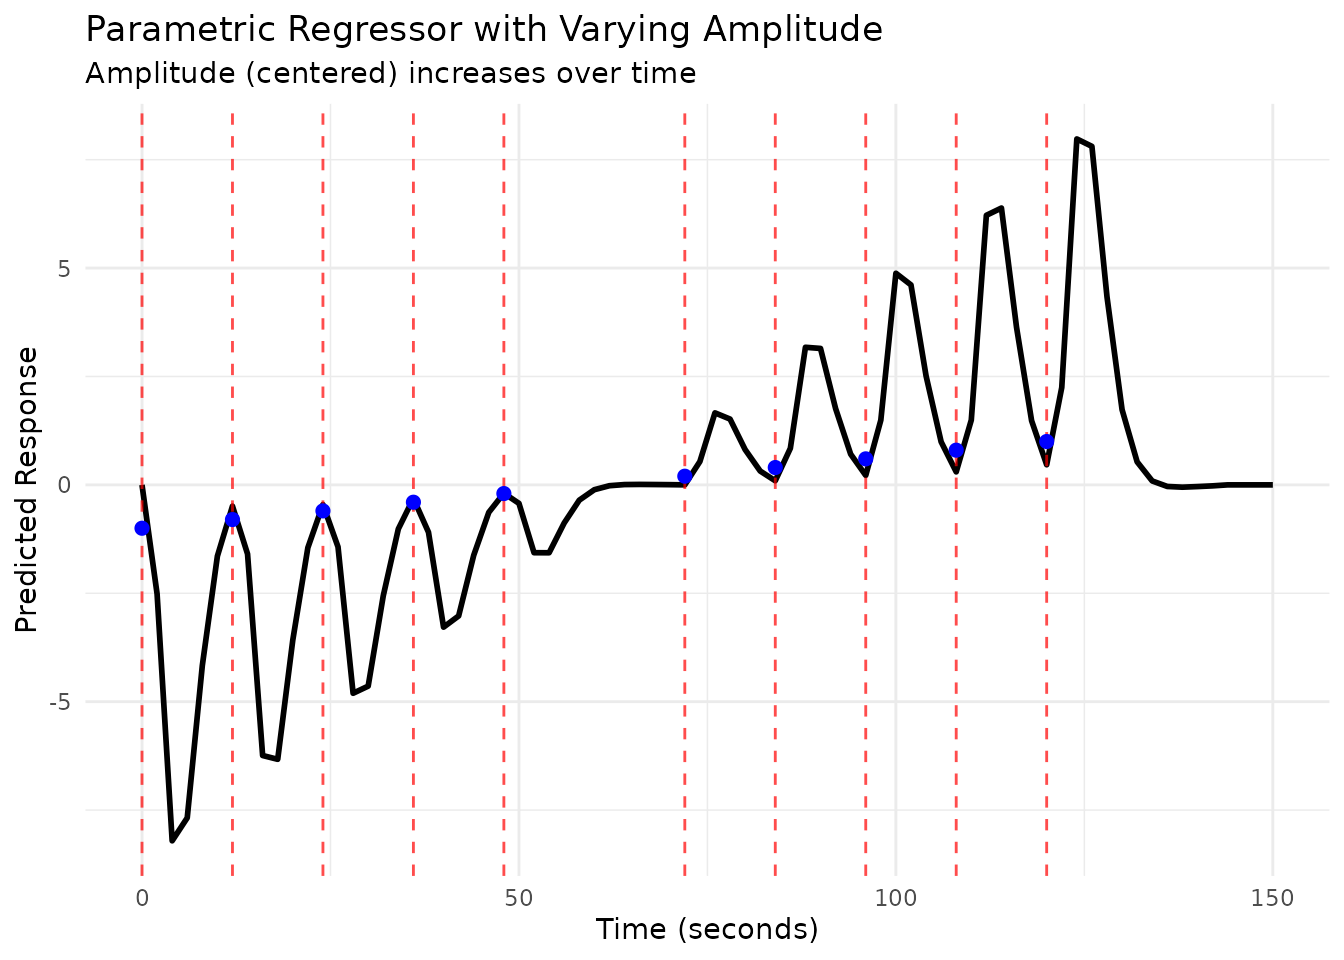 Parametric Regressor with Varying Amplitude
Amplitude (centered) increases over time
Predicted Response
5
0
-5
0 50 100 150
Time (seconds)